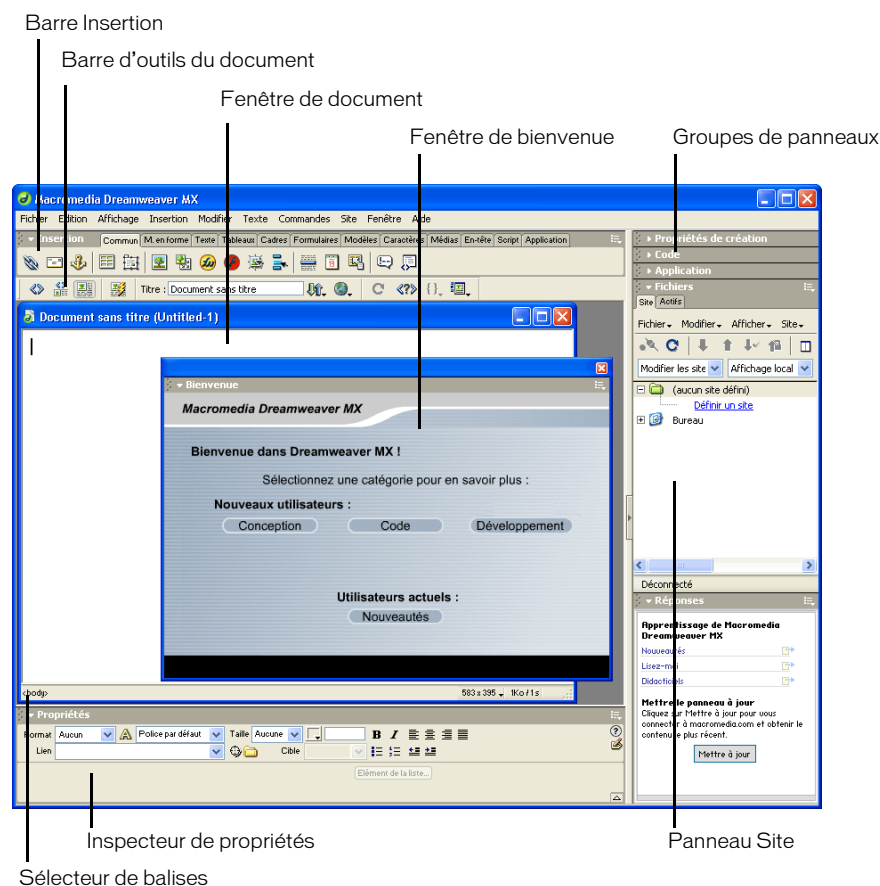 Barre Insertion
Barre d'outils du document
Fenêtre de document
Fenêtre de bienvenue
Groupes de panneaux
Macromedia Dreamweaver MX
Fichier Edition Affichage Insertion Modifier Texte Commandes Site Fenêtre Aide
Insertion Commun M. en forme Texte Tableaux Cadres Formulaires Modèles Caractères Médias En-tête Script Application
Titre : Document sans titre
Document sans titre (Untitled-1)
Bienvenue
Macromedia Dreamweaver MX
Bienvenue dans Dreamweaver MX !
Sélectionnez une catégorie pour en savoir plus :
Nouveaux utilisateurs :
Conception Code Développement
Utilisateurs actuels :
Nouveautés
<body> 583 x 395 1Ko / 1 s
Propriétés
Format Aucun Police par défaut Taille Aucune B I
Lien Cible
Elément de la liste...
Propriétés de création
Code
Application
Fichiers
Site Actifs
Fichier Modifier Afficher Site
Modifier les site Affichage local
(aucun site défini)
Définir un site
Bureau
Déconnecté
Réponses
Apprentissage de Macromedia
Dreamweaver MX
Nouveautés
Lisez-moi
Didacticiels
Mettre le panneau à jour
Cliquez sur Mettre à jour pour vous
connecter à macromedia.com et obtenir le
contenu le plus récent.
Mettre à jour
Inspecteur de propriétés
Panneau Site
Sélecteur de balises